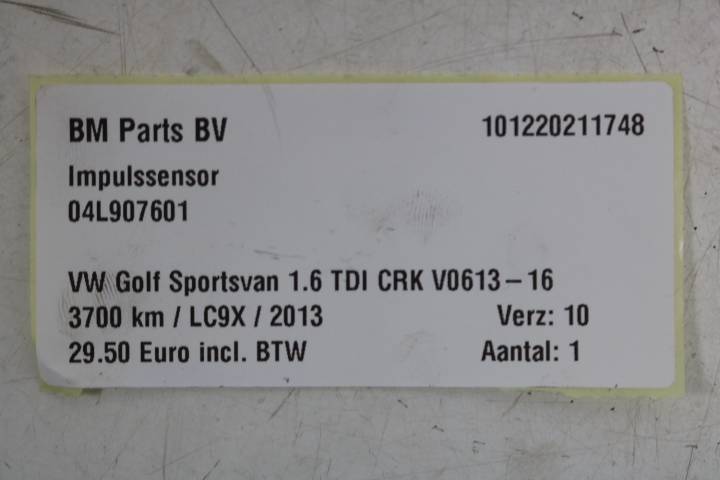 BM Parts BV 101220211748
Impulssensor
04L907601
VW Golf Sportsvan 1.6 TDI CRK V0613-16
3700 km / LC9X / 2013 Verz: 10
29.50 Euro incl. BTW Aantal: 1